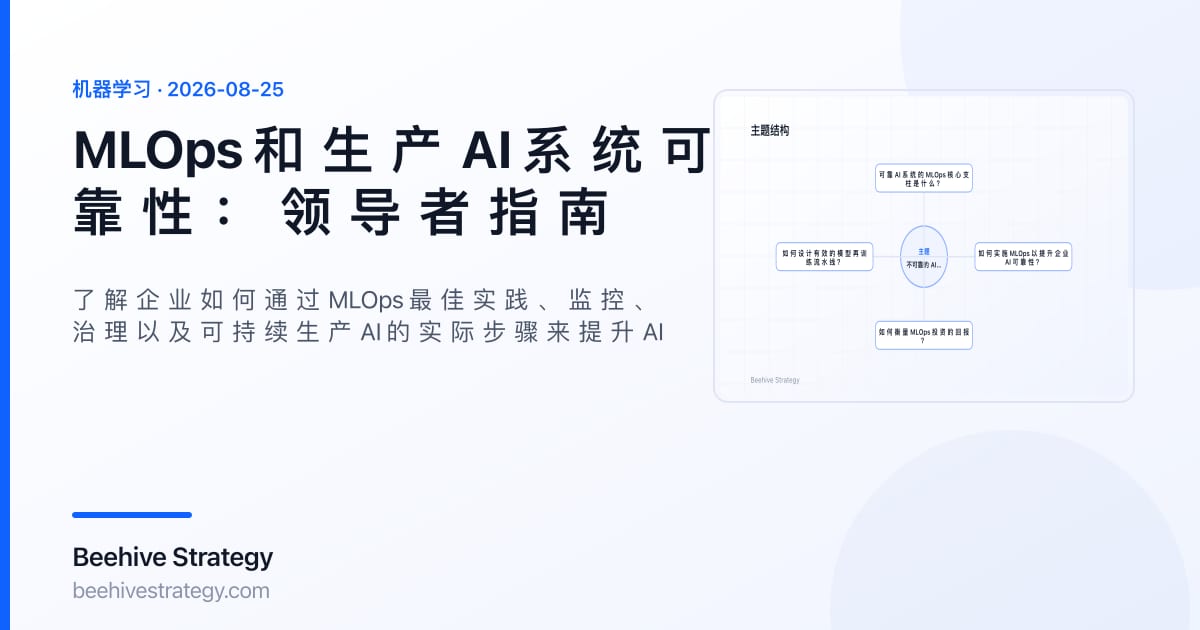 机器学习 · 2026-08-25
MLOps和生产AI系统可
靠性：领导者指南
了解企业如何通过MLOps最佳实践、监控、
治理以及可持续生产AI的实际步骤来提升AI
主题结构
可靠AI系统的MLOps核心支
柱是什么？
如何设计有效的模型再训
练流水线？
主题
不可靠的 AI...
如何实施MLOps以提升企业
AI可靠性？
如何衡量MLOps投资的回报
？
Beehive Strategy
Beehive Strategy
beehivestrategy.com